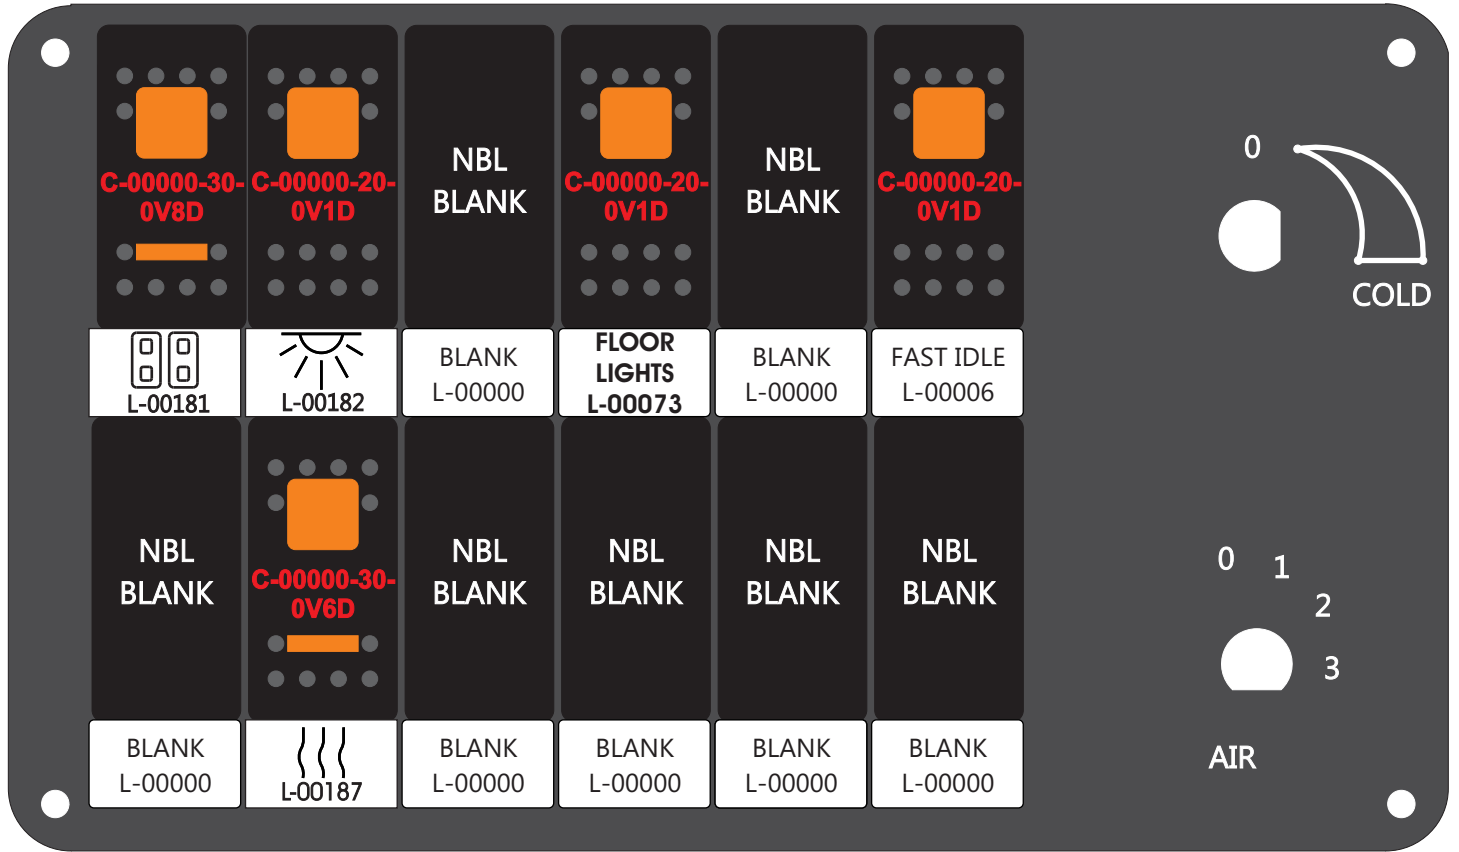 C-00000-30-
0V8D
C-00000-20-
0V1D
NBL
BLANK
C-00000-20-
0V1D
NBL
BLANK
C-00000-20-
0V1D
0
COLD
L-00181
L-00182
BLANK
L-00000
FLOOR
LIGHTS
L-00073
BLANK
L-00000
FAST IDLE
L-00006
NBL
BLANK
C-00000-30-
0V6D
NBL
BLANK
NBL
BLANK
NBL
BLANK
NBL
BLANK
0
1
2
3
AIR
BLANK
L-00000
L-00187
BLANK
L-00000
BLANK
L-00000
BLANK
L-00000
BLANK
L-00000